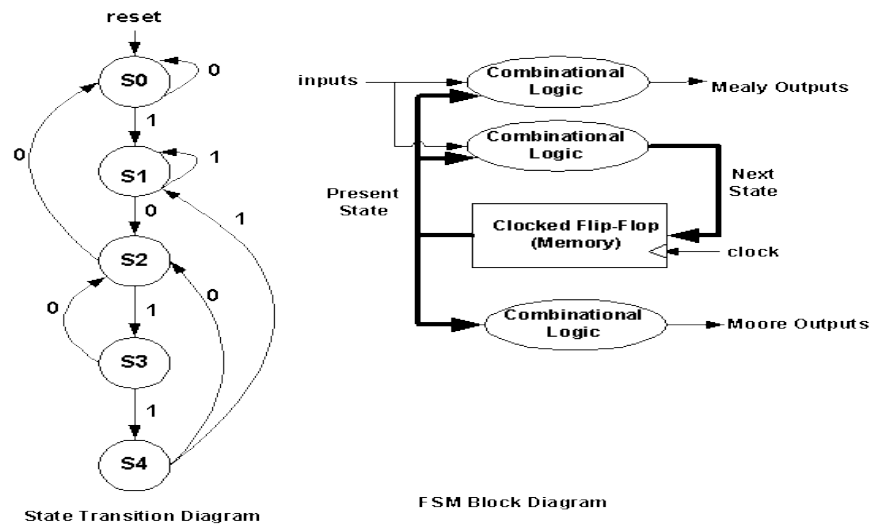 reset
S0
0
1
S1
1
0
0
1
S2
0
0
1
S3
1
S4
State Transition Diagram
inputs
Combinational
Logic
Mealy Outputs
Combinational
Logic
Present
State
Next
State
Clocked Flip-Flop
(Memory)
clock
Combinational
Logic
Moore Outputs
FSM Block Diagram